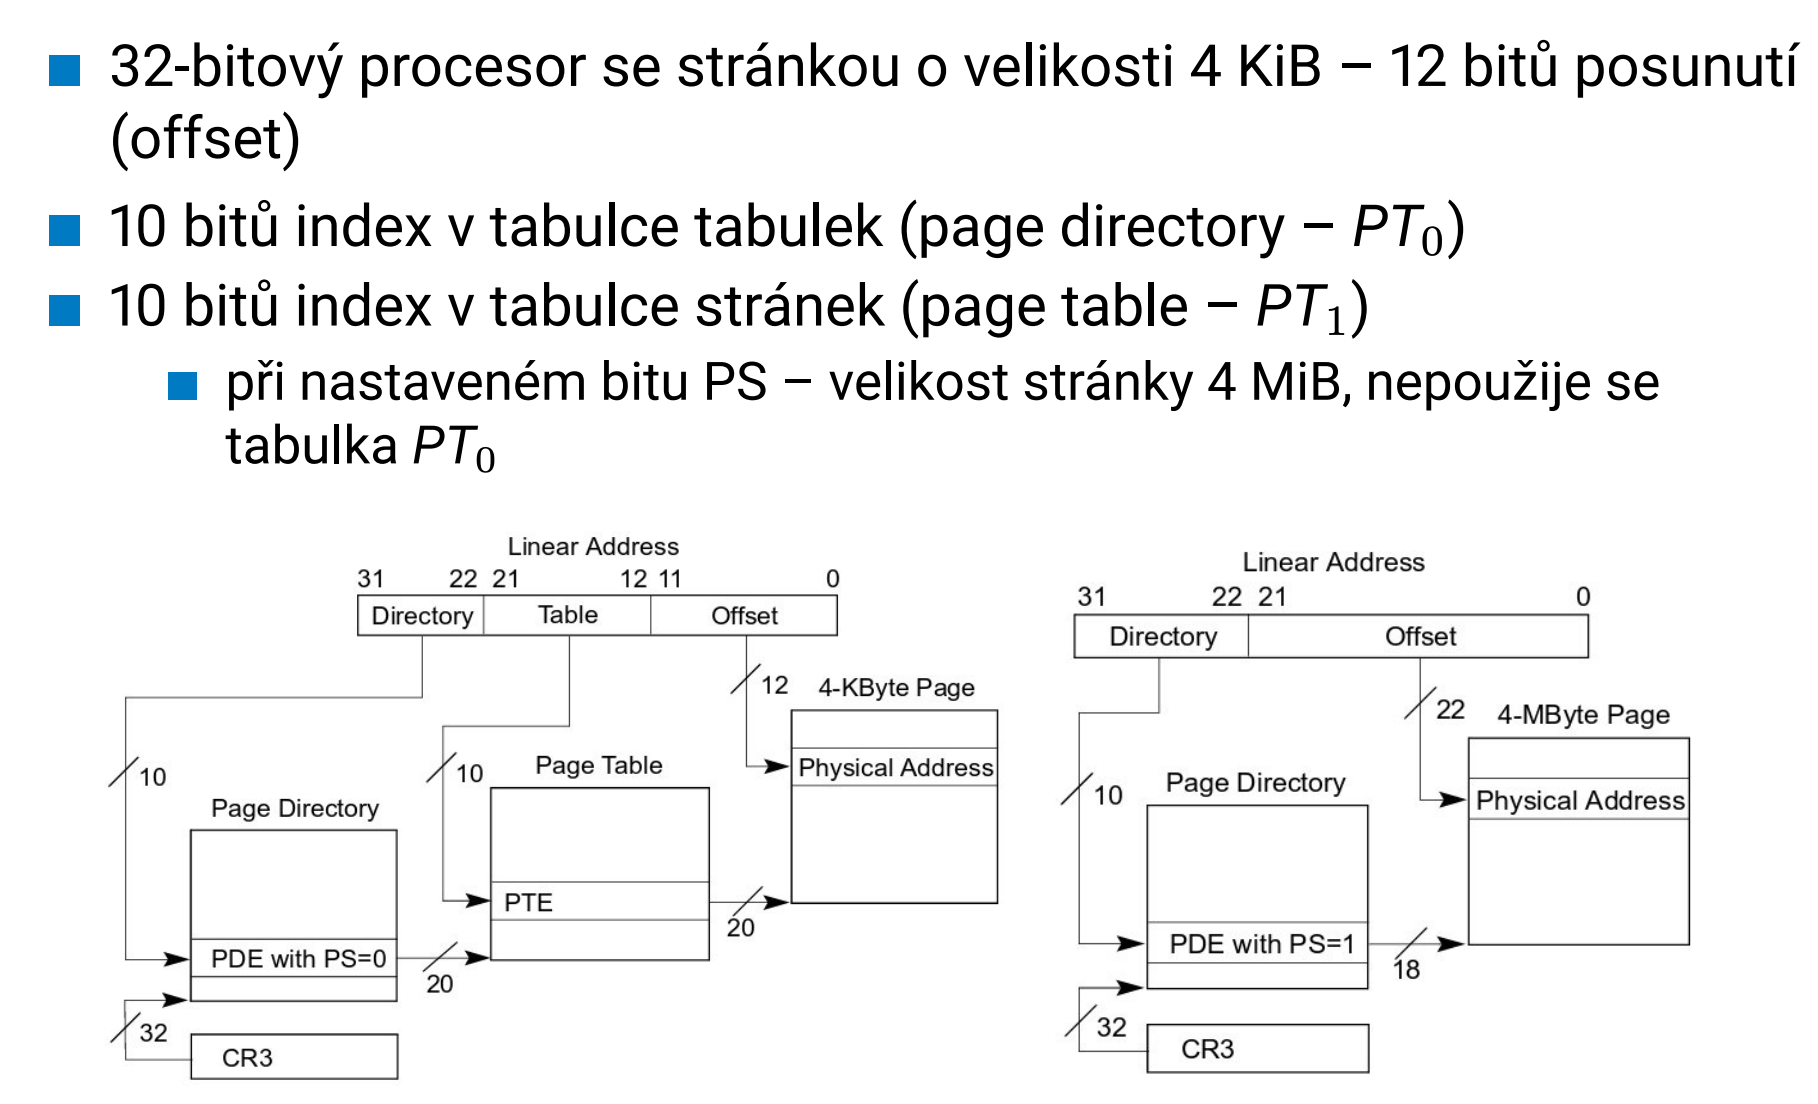 32-bitový procesor se stránkou o velikosti 4 KiB – 12 bitů posunutí
(offset)
10 bitů index v tabulce tabulek (page directory – PT₀)
10 bitů index v tabulce stránek (page table – PT₁)
při nastaveném bitu PS – velikost stránky 4 MiB, nepoužije se
tabulka PT₀
Linear Address
31 22 21 12 11 0
Directory Table Offset
12
4-KByte Page
10
10
Page Table
Physical Address
Page Directory
PTE
20
PDE with PS=0
20
32
CR3
Linear Address
31 22 21 0
Directory Offset
22
4-MByte Page
10
Page Directory
Physical Address
PDE with PS=1
18
32
CR3